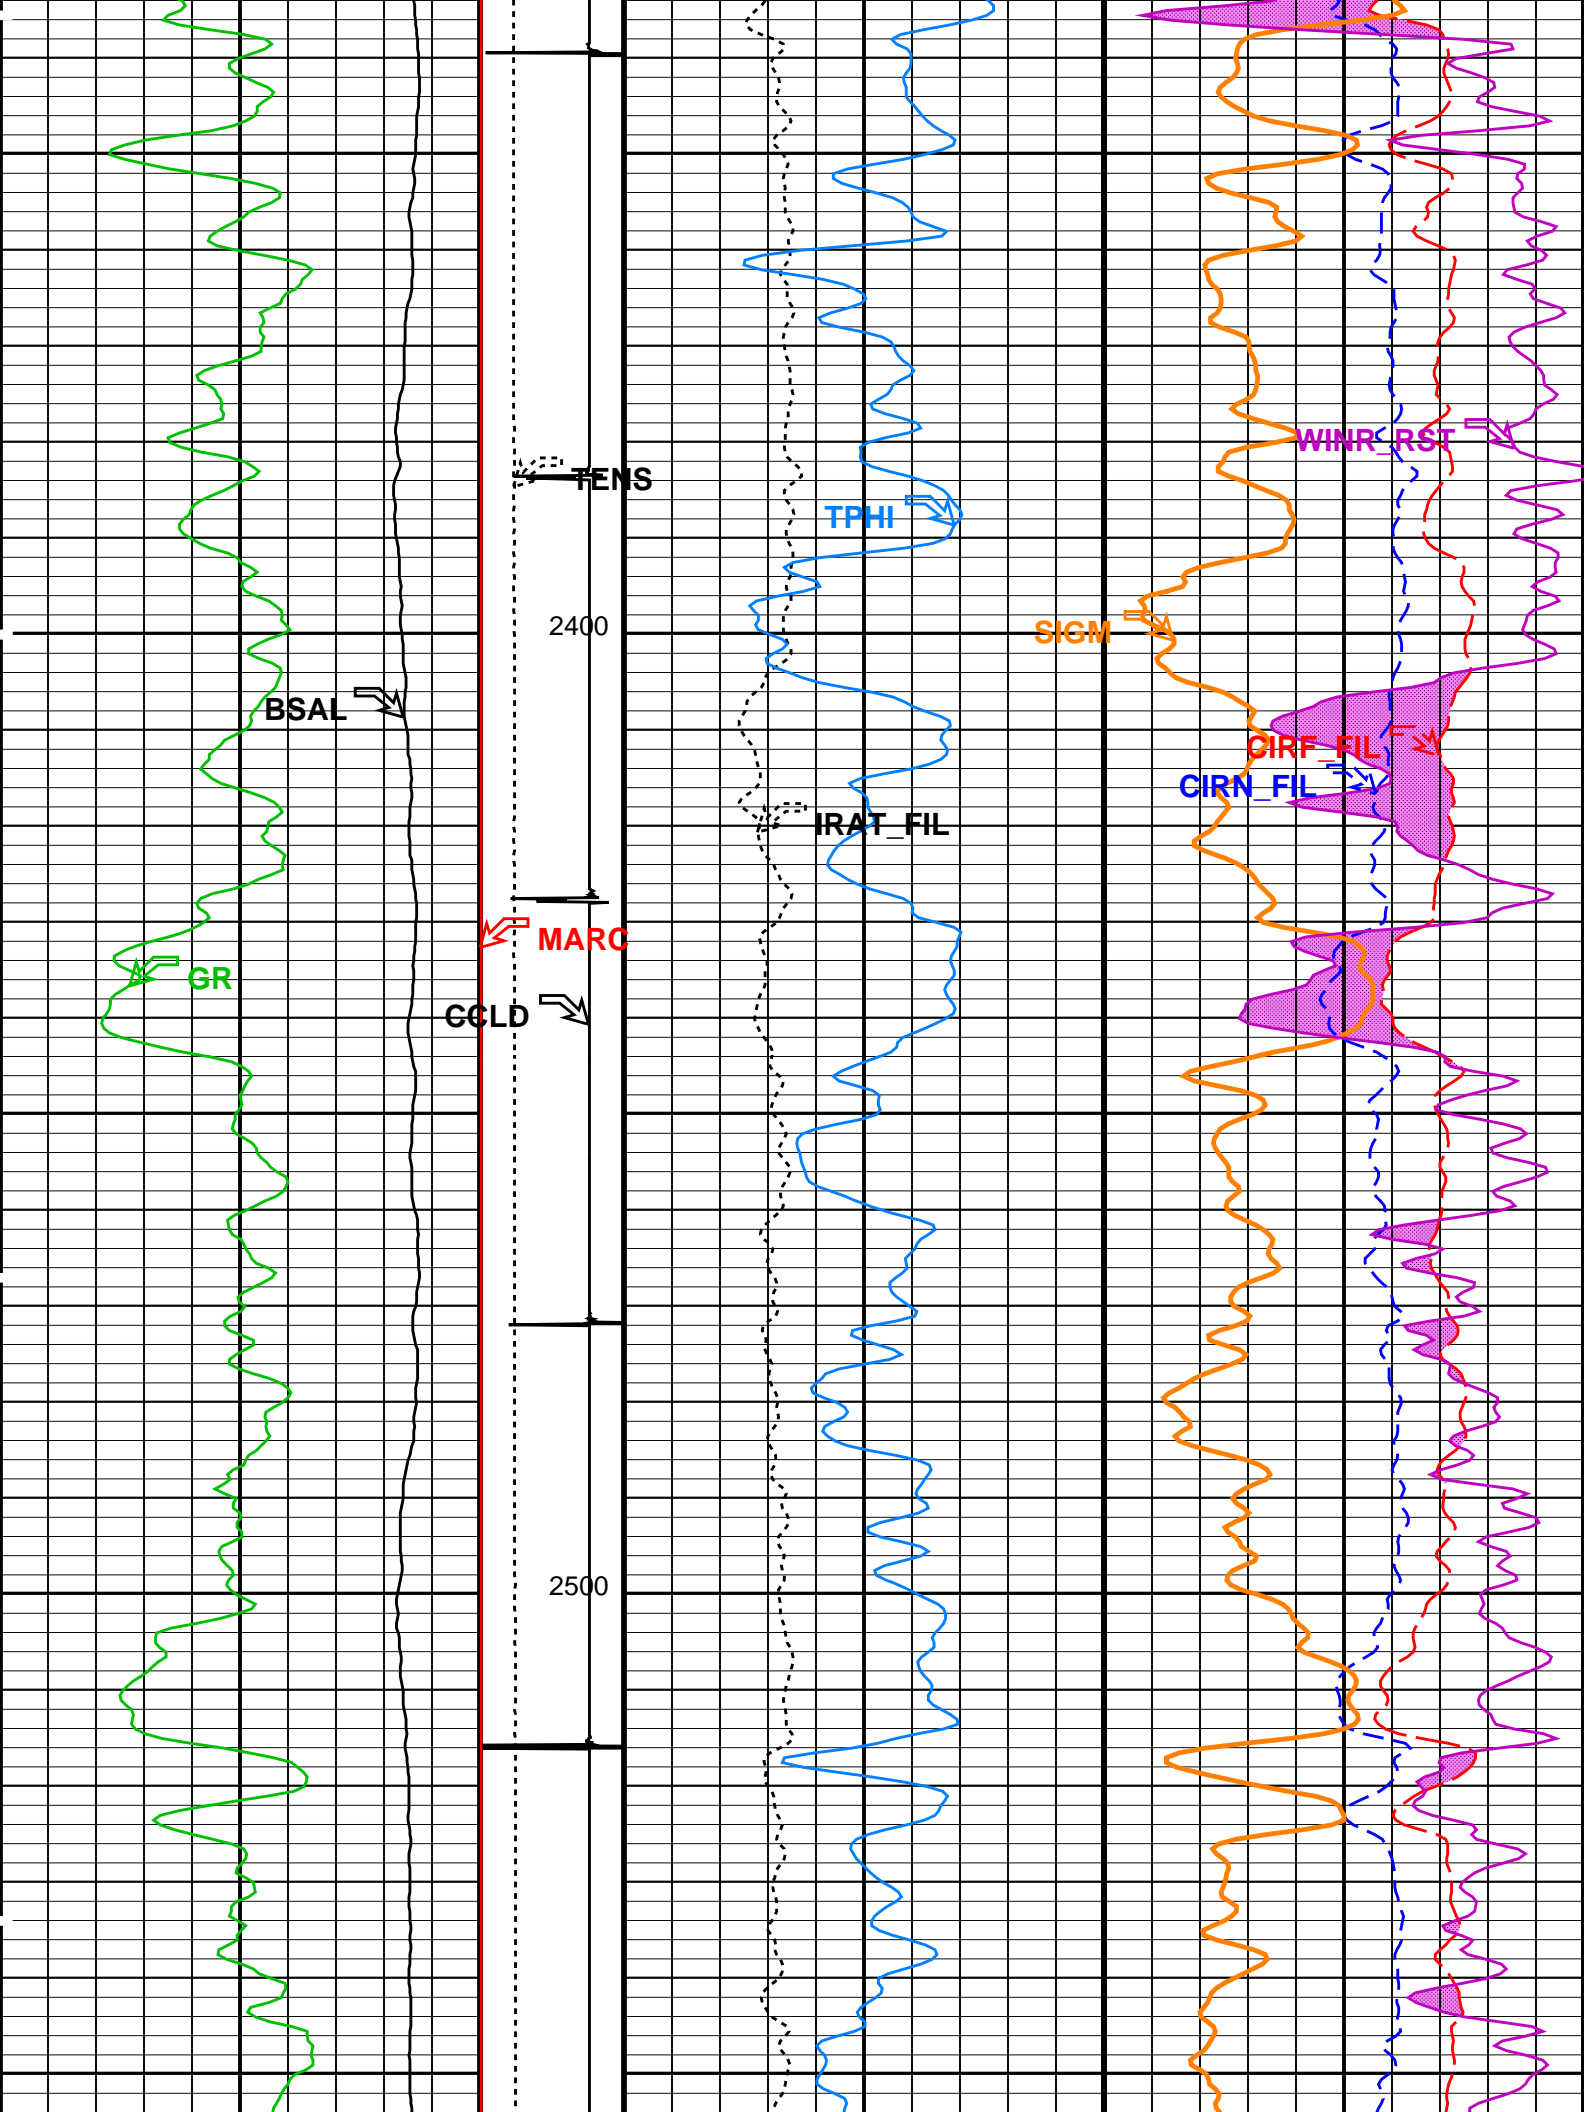 WINR_RST
TENS
TPHI
2400
SIGM
BSAL
CIRF_FIL
CIRN_FIL
IRAT_FIL
MARC
GR
CCLD
2500